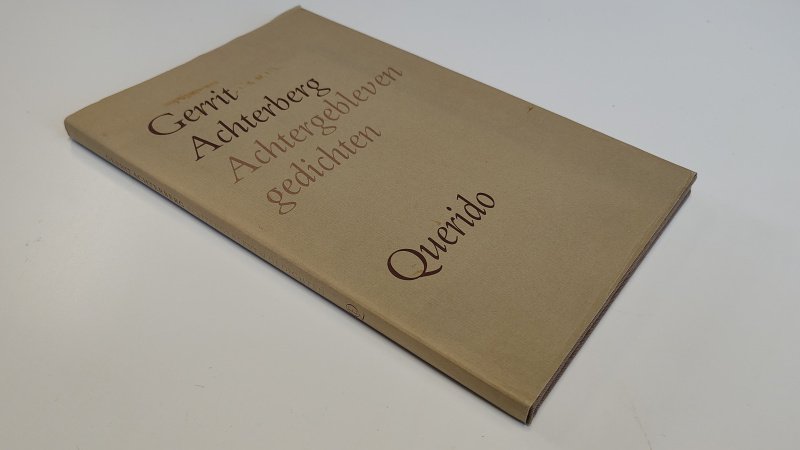 Gerrit
Achterberg
Achtergebleven
gedichten
Querido